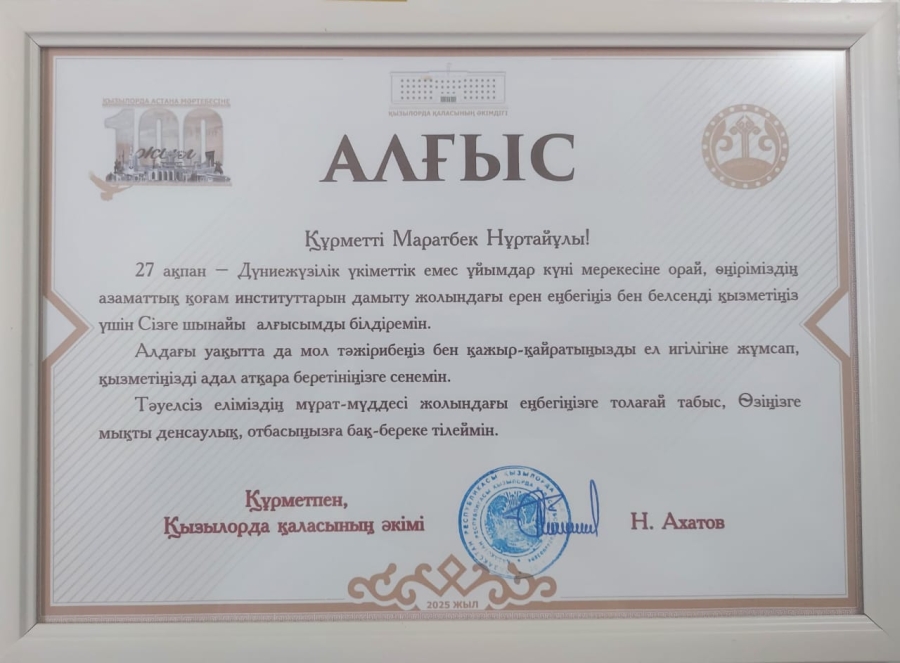 ҚЫЗЫЛОРДА АСТАНА МӘРТЕБЕСІНЕ
100
ЖЫЛ
ҚЫЗЫЛОРДА ҚАЛАСЫНЫҢ ӘКІМДІГІ
АЛҒЫС
Құрметті Маратбек Нұртайұлы!
27 ақпан – Дүниежүзілік үкіметтік емес ұйымдар күні мерекесіне орай, өңіріміздің
азаматтық қоғам институттарын дамыту жолындағы ерен еңбегіңіз бен белсенді қызметіңіз
үшін Сізге шынайы алғысымды білдіремін.
Алдағы уақытта да мол тәжірибеңіз бен қажыр-қайратыңызды ел игілігіне жұмсап,
қызметіңізді адал атқара беретініңізге сенемін.
Тәуелсіз еліміздің мұрат-мүддесі жолындағы еңбегіңізге толағай табыс, Өзіңізге
мықты денсаулық, отбасыңызға бақ-береке тілеймін.
Құрметпен,
Қызылорда қаласының әкімі
Н. Ахатов
2025 ЖЫЛ